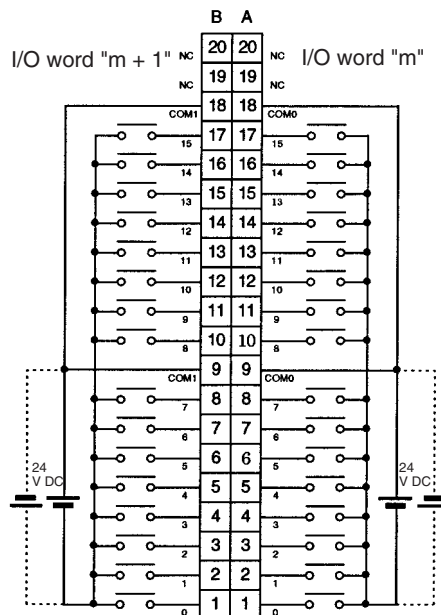 B A
I/O word "m + 1" NC 20 20 NC I/O word "m"
NC 19 19 NC
COM1 18 18 COM0
15 17 17 15
14 16 16 14
13 15 15 13
12 14 14 12
11 13 13 11
10 12 12 10
9 11 11 9
8 10 10 8
COM1 9 9 COM0
7 8 8 7
6 7 7 6
5 6 6 5
24 V DC 4 5 5 4 24 V DC
3 4 4 3
2 3 3 2
1 2 2 1
0 1 1 0